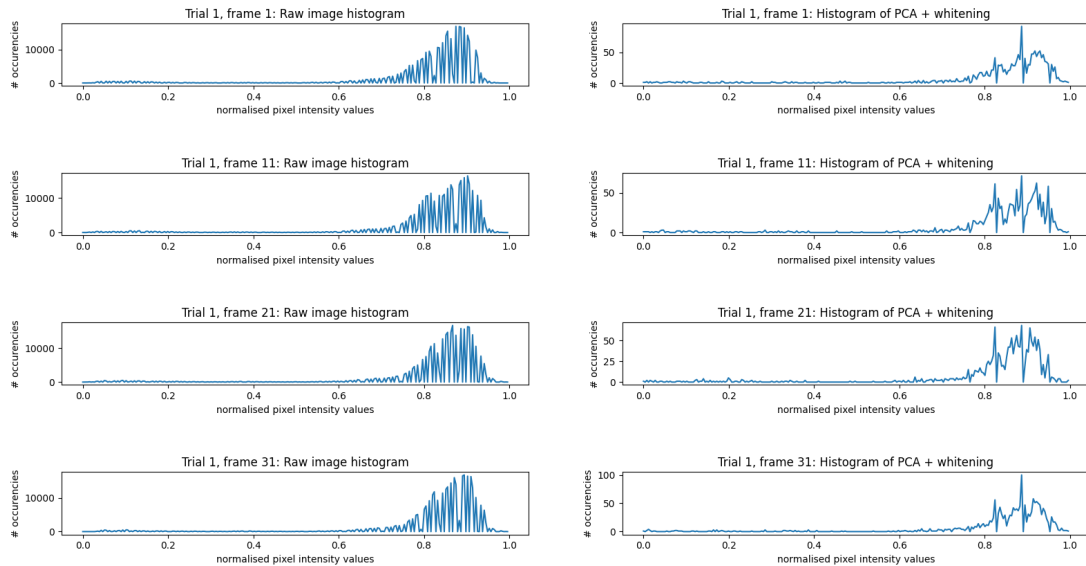 Trial 1, frame 1: Raw image histogram
# occurencies
10000
0
0.0 0.2 0.4 0.6 0.8 1.0
normalised pixel intensity values
Trial 1, frame 1: Histogram of PCA + whitening
# occurencies
50
0
0.0 0.2 0.4 0.6 0.8 1.0
normalised pixel intensity values
Trial 1, frame 11: Raw image histogram
# occurencies
10000
0
0.0 0.2 0.4 0.6 0.8 1.0
normalised pixel intensity values
Trial 1, frame 11: Histogram of PCA + whitening
# occurencies
50
0
0.0 0.2 0.4 0.6 0.8 1.0
normalised pixel intensity values
Trial 1, frame 21: Raw image histogram
# occurencies
10000
0
0.0 0.2 0.4 0.6 0.8 1.0
normalised pixel intensity values
Trial 1, frame 21: Histogram of PCA + whitening
# occurencies
50
25
0
0.0 0.2 0.4 0.6 0.8 1.0
normalised pixel intensity values
Trial 1, frame 31: Raw image histogram
# occurencies
10000
0
0.0 0.2 0.4 0.6 0.8 1.0
normalised pixel intensity values
Trial 1, frame 31: Histogram of PCA + whitening
# occurencies
100
75
50
25
0
0.0 0.2 0.4 0.6 0.8 1.0
normalised pixel intensity values